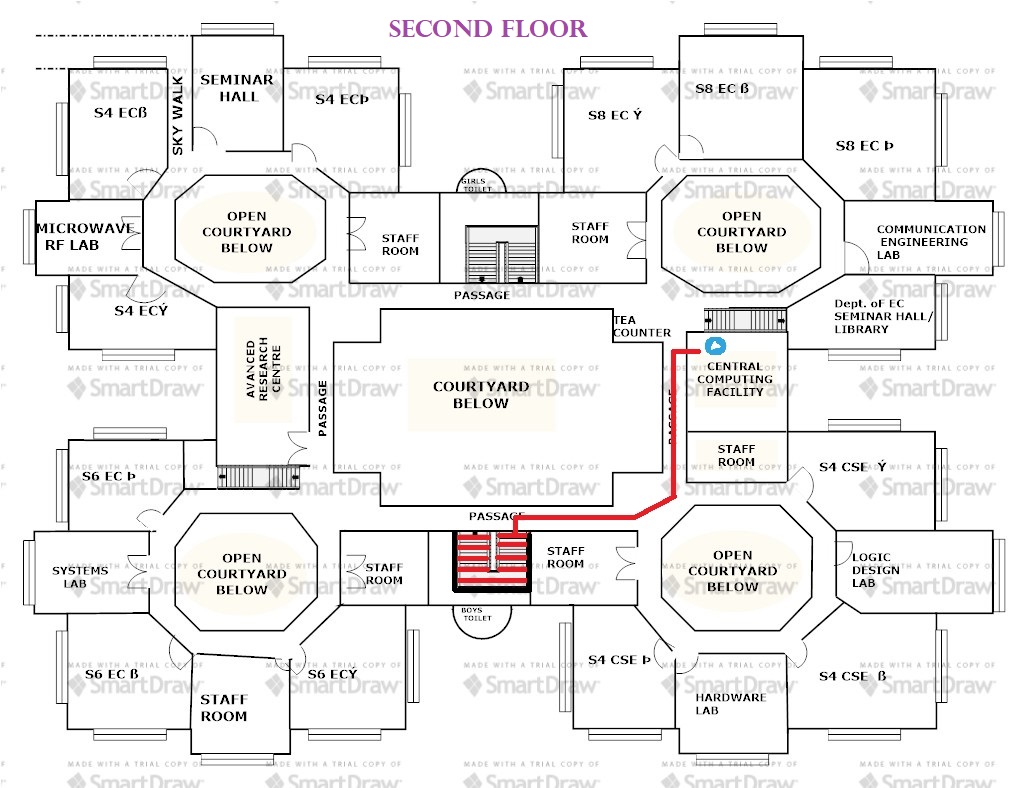 SECOND FLOOR
S4 ECß
SKY WALK
SEMINAR
HALL
S4 ECÞ
S8 EC Ý
S8 EC ß
S8 EC Þ
MICROWAVE
RF LAB
OPEN
COURTYARD
BELOW
STAFF
ROOM
GIRLS
TOILET
STAFF
ROOM
OPEN
COURTYARD
BELOW
COMMUNICATION
ENGINEERING
LAB
S4 ECÝ
PASSAGE
TEA
COUNTER
Dept. of EC
SEMINAR HALL/
LIBRARY
AVANCED
RESEARCH
CENTRE
PASSAGE
COURTYARD
BELOW
PASSAGE
CENTRAL
COMPUTING
FACILITY
STAFF
ROOM
S6 EC Þ
S4 CSE Ý
PASSAGE
SYSTEMS
LAB
OPEN
COURTYARD
BELOW
STAFF
ROOM
STAFF
ROOM
OPEN
COURTYARD
BELOW
LOGIC
DESIGN
LAB
BOYS
TOILET
S6 EC ß
STAFF
ROOM
S6 ECÝ
S4 CSE Þ
HARDWARE
LAB
S4 CSE ß
MADE WITH A TRIAL COPY OF
SmartDraw